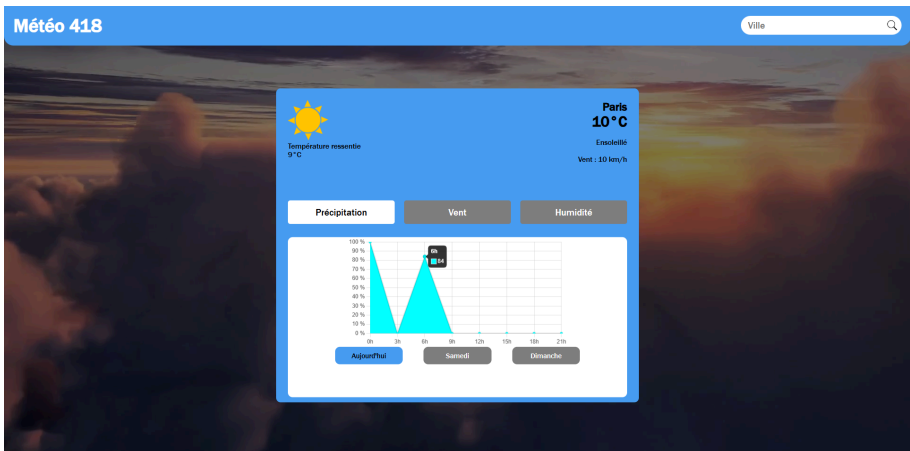 Météo 418
Ville
Paris
10°C
Température ressentie
9°C
Ensoleillé
Vent : 10 km/h
Précipitation
Vent
Humidité
100 %
90 %
80 %
70 %
60 %
50 %
40 %
30 %
20 %
10 %
0 %
6h
84
0h 3h 6h 9h 12h 15h 18h 21h
Aujourd'hui
Samedi
Dimanche